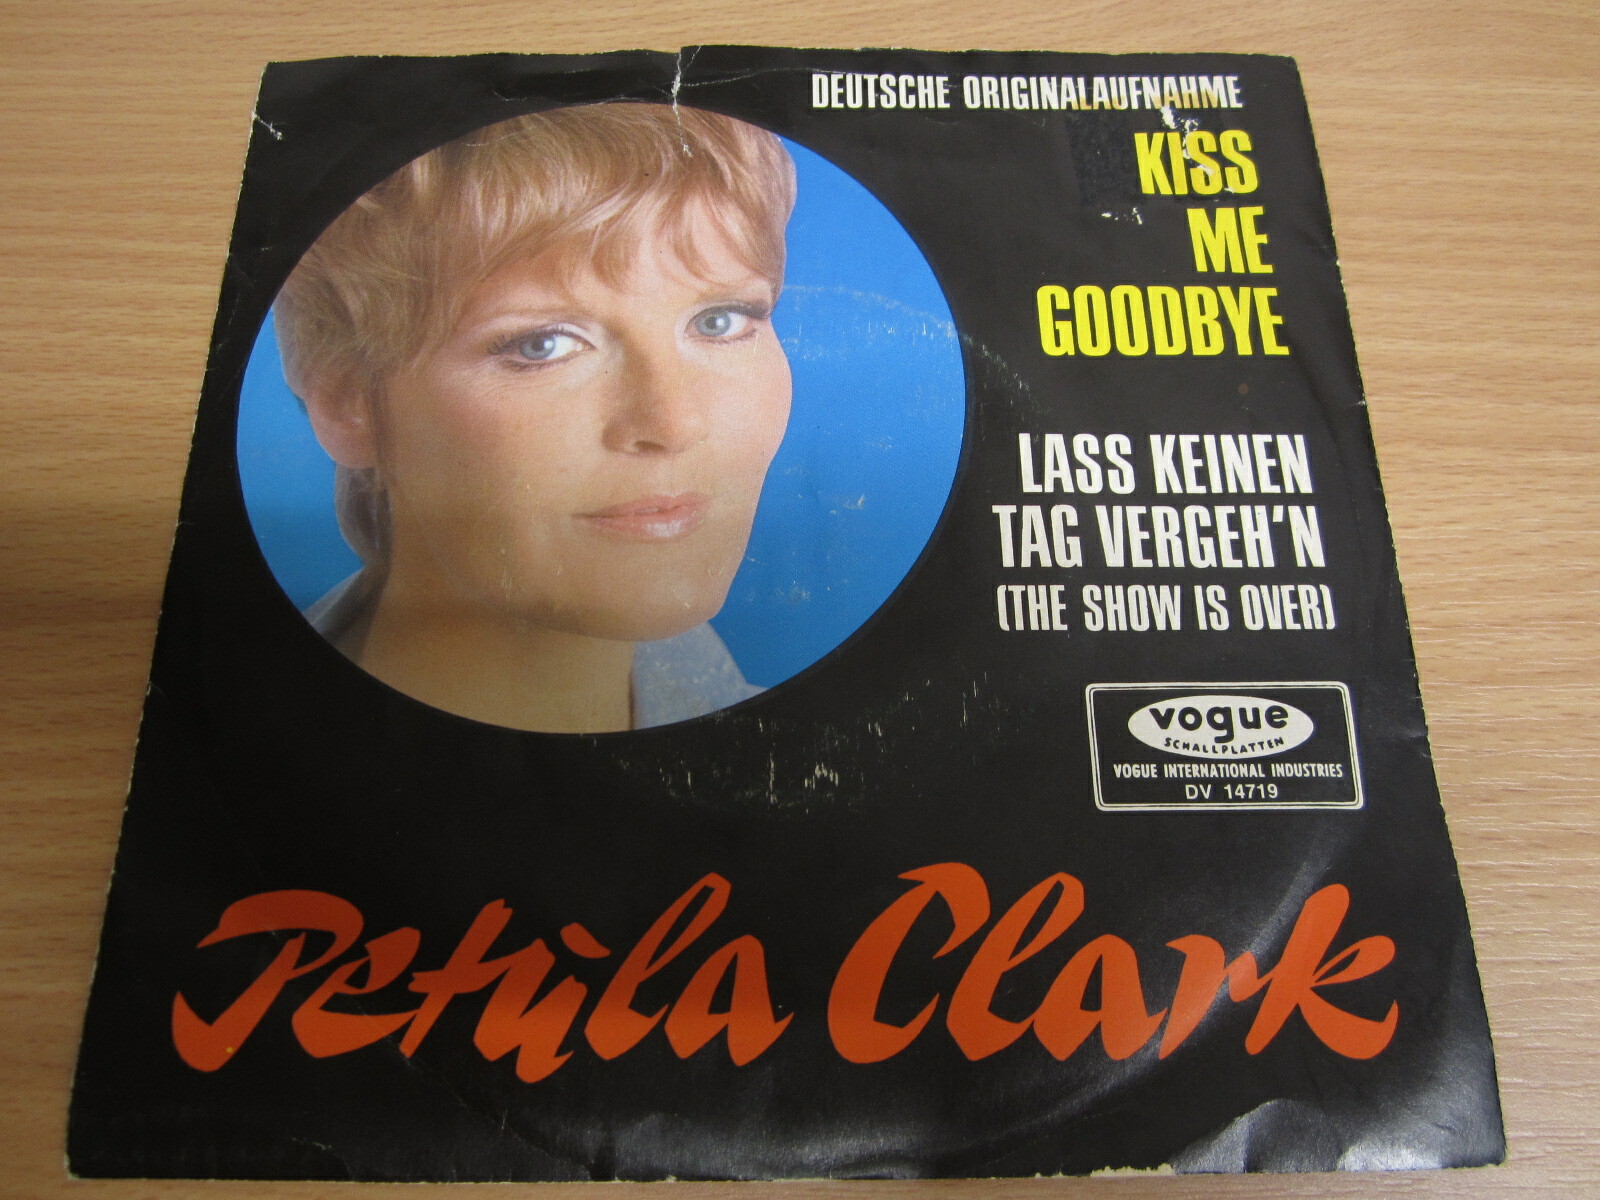 DEUTSCHE ORIGINALAUFNAHME
KISS
ME
GOODBYE
LASS KEINEN
TAG VERGEH'N
(THE SHOW IS OVER)
vogue
SCHALLPLATTEN
VOGUE INTERNATIONAL INDUSTRIES
DV 14719
Petùla Clark